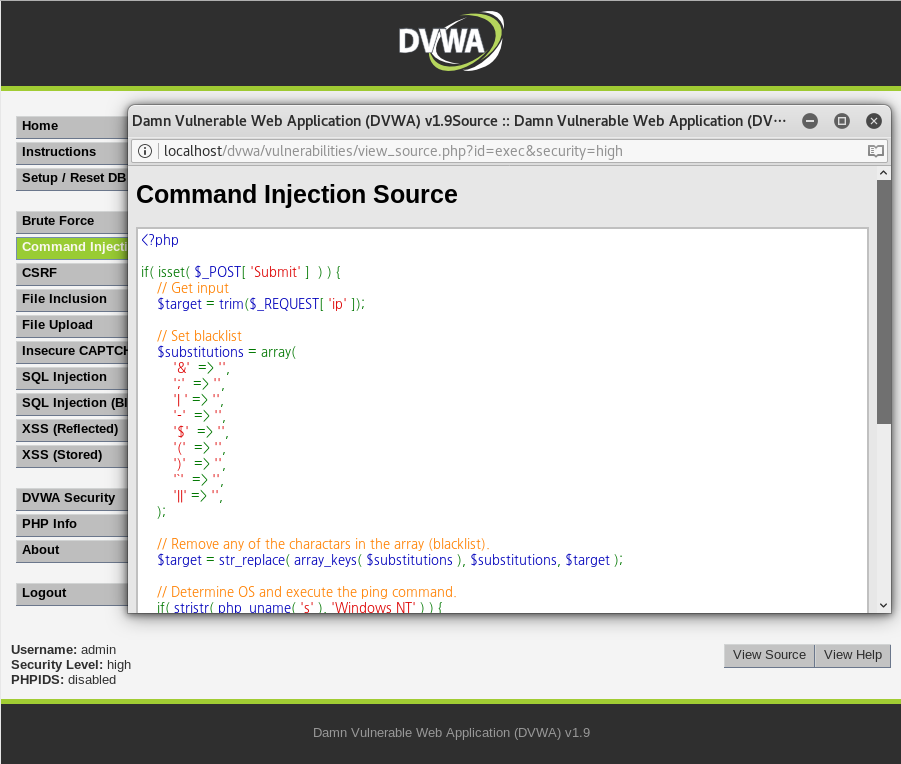 DVWA
Damn Vulnerable Web Application (DVWA) v1.9Source :: Damn Vulnerable Web Application (DV···
localhost/dvwa/vulnerabilities/view_source.php?id=exec&security=high
Home
Instructions
Setup / Reset DB
Brute Force
Command Injecti
CSRF
File Inclusion
File Upload
Insecure CAPTCH
SQL Injection
SQL Injection (Bl
XSS (Reflected)
XSS (Stored)
DVWA Security
PHP Info
About
Logout
Command Injection Source
<?php
if( isset( $_POST[ 'Submit' ]  ) ) {
// Get input
$target = trim($_REQUEST[ 'ip' ]);
// Set blacklist
$substitutions = array(
'&'  => '',
';'  => '',
'| ' => '',
'-'  => '',
'$'  => '',
'('  => '',
')'  => '',
'`'  => '',
'||' => '',
);
// Remove any of the charactars in the array (blacklist).
$target = str_replace( array_keys( $substitutions ), $substitutions, $target );
// Determine OS and execute the ping command.
if( stristr( php_uname( 's' ), 'Windows NT' ) ) {
Username: admin
Security Level: high
PHPIDS: disabled
View Source
View Help
Damn Vulnerable Web Application (DVWA) v1.9